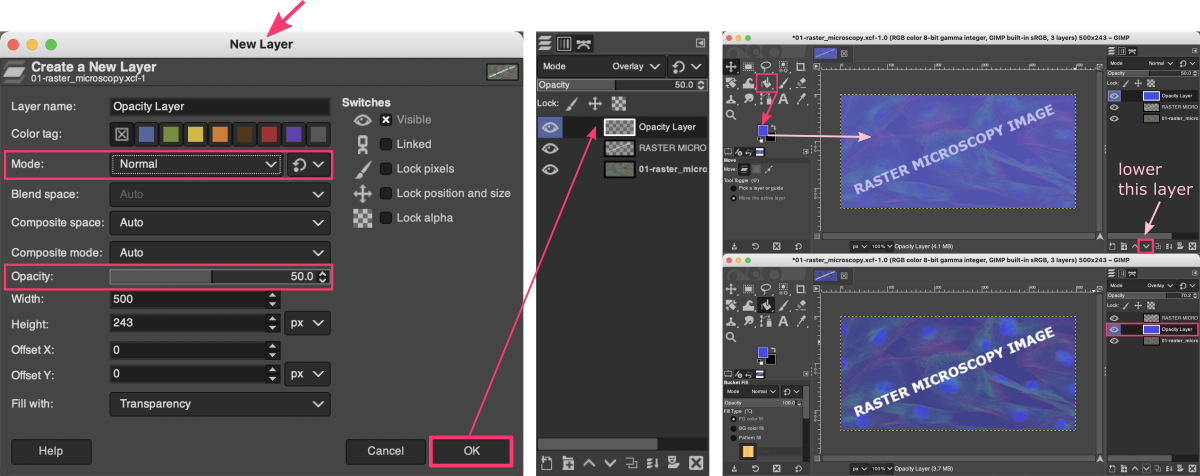 New Layer
Create a New Layer
01-raster_microscopy.xcf-1
Layer name:
Opacity Layer
Color tag:
Mode:
Normal
Blend space:
Auto
Composite space:
Auto
Composite mode:
Auto
Opacity:
50.0
Width:
500
Height:
243
px
Offset X:
0
Offset Y:
0
px
Fill with:
Transparency
Switches
Visible
Linked
Lock pixels
Lock position and size
Lock alpha
Help
Cancel
OK
Mode
Overlay
Opacity
50.0
Lock:
Opacity Layer
RASTER MICRO
01-raster_micro
*01-raster_microscopy.xcf-1.0 (RGB color 8-bit gamma integer, GIMP built-in sRGB, 3 layers) 500x243 – GIMP
Move
Move:
Tool Toggle
Pick a layer or guide
Move the active layer
RASTER MICROSCOPY IMAGE
px
100%
Opacity Layer (4.1 MB)
Mode
Normal
Opacity
50.0
Lock:
Opacity Layer
RASTER MICRO
01-raster_micro
lower
this layer
*01-raster_microscopy.xcf-1.0 (RGB color 8-bit gamma integer, GIMP built-in sRGB, 3 layers) 500x243 – GIMP
Bucket Fill
Mode
Normal
Opacity
100.0
Fill Type
FG color fill
BG color fill
Pattern fill
RASTER MICROSCOPY IMAGE
px
100%
Opacity Layer (3.7 MB)
Mode
Overlay
Opacity
70.2
Lock:
RASTER MICRO
Opacity Layer
01-raster_micro